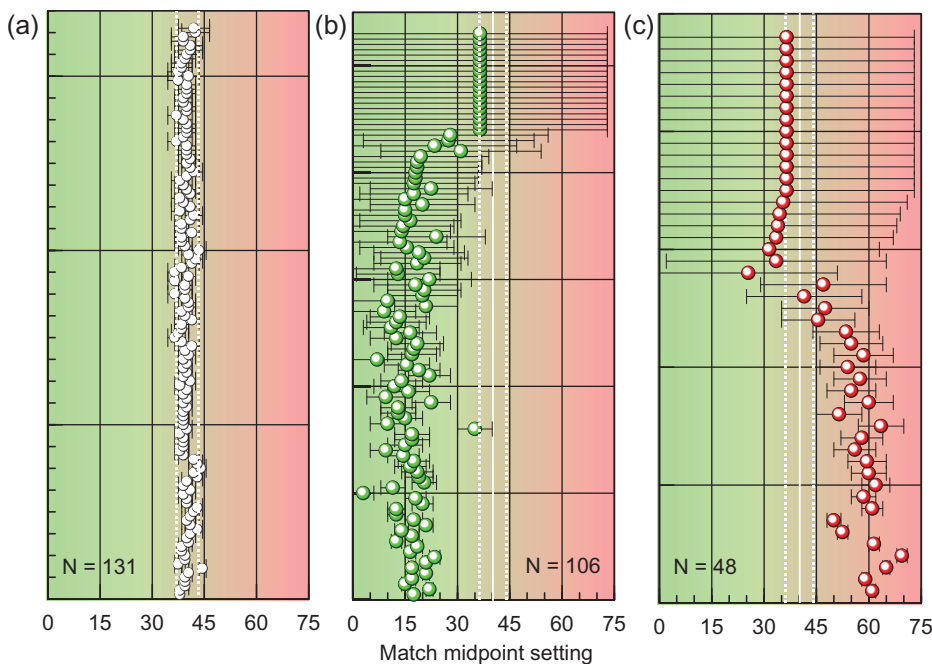 (a)
(b)
(c)
N = 131
N = 106
N = 48
0 15 30 45 60 75
0 15 30 45 60 75
0 15 30 45 60 75
Match midpoint setting